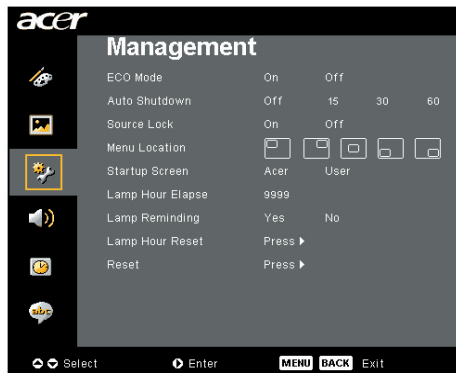 acer
Management
ECO Mode On Off
Auto Shutdown Off 15 30 60
Source Lock On Off
Menu Location
Startup Screen Acer User
Lamp Hour Elapse 9999
Lamp Reminding Yes No
Lamp Hour Reset Press
Reset Press
abc
Select Enter MENU BACK Exit